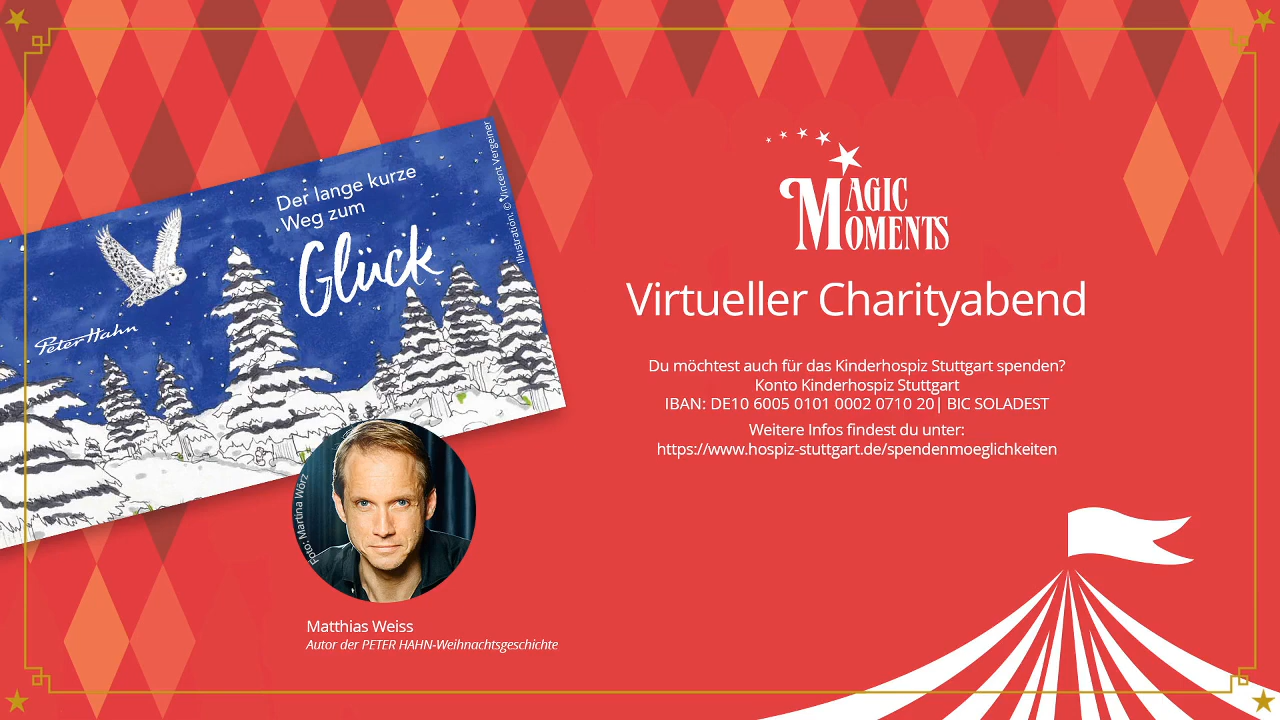 Der lange kurze
Weg zum
Glück
Illustration: © Vincent Vergeiner
Peter Hahn
MAGIC
MOMENTS
Virtueller Charityabend
Du möchtest auch für das Kinderhospiz Stuttgart spenden?
Konto Kinderhospiz Stuttgart
IBAN: DE10 6005 0101 0002 0710 20| BIC SOLADEST
Weitere Infos findest du unter:
https://www.hospiz-stuttgart.de/spendenmoeglichkeiten
Foto: Martina Wörz
Matthias Weiss
Autor der PETER HAHN-Weihnachtsgeschichte